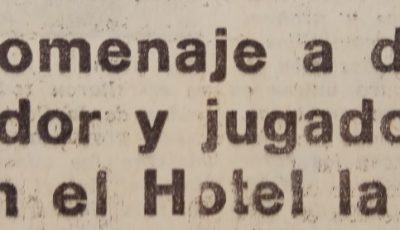 omenaje a d
dor y jugado
n el Hotel la